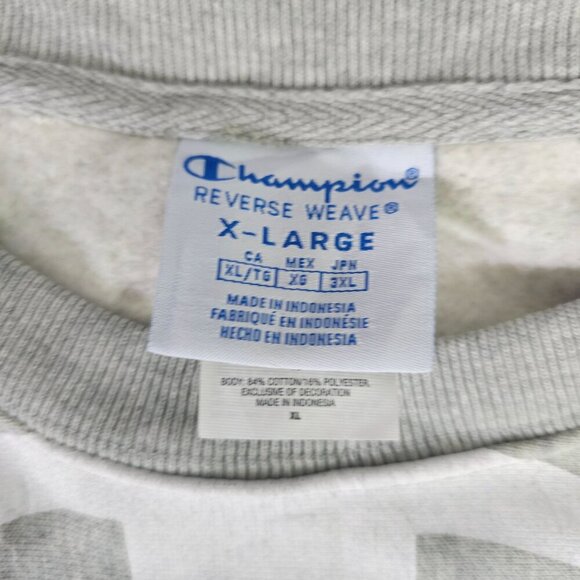 Champion®
REVERSE WEAVE®
X-LARGE
CA MEX JPN
XL/TG XG 3XL
MADE IN INDONESIA
FABRIQUÉ EN INDONÉSIE
HECHO EN INDONESIA
BODY: 84% COTTON/16% POLYESTER,
EXCLUSIVE OF DECORATION
MADE IN INDONESIA
XL